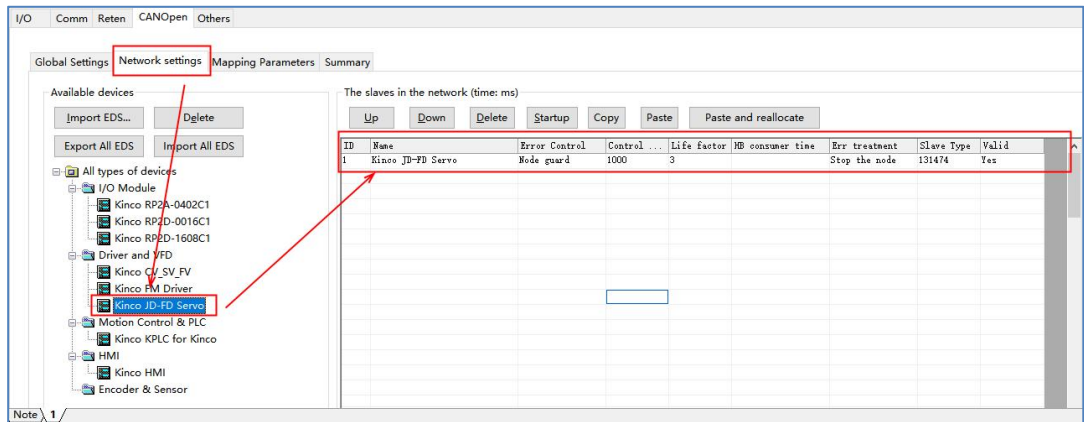 I/O Comm Reten CANOpen Others
Global Settings Network settings Mapping Parameters Summary
Available devices
Import EDS... Delete
Export All EDS Import All EDS
All types of devices
I/O Module
Kinco RP2A-0402C1
Kinco RP2D-0016C1
Kinco RP2D-1608C1
Driver and VFD
Kinco CV_SV_FV
Kinco FM Driver
Kinco JD-FD Servo
Motion Control & PLC
Kinco KPLC for Kinco
HMI
Kinco HMI
Encoder & Sensor
The slaves in the network (time: ms)
Up Down Delete Startup Copy Paste Paste and reallocate
ID Name Error Control Control ... Life factor HB consumer time Err treatment Slave Type Valid
1 Kinco JD-FD Servo Node guard 1000 3 Stop the node 131474 Yes
Note 1